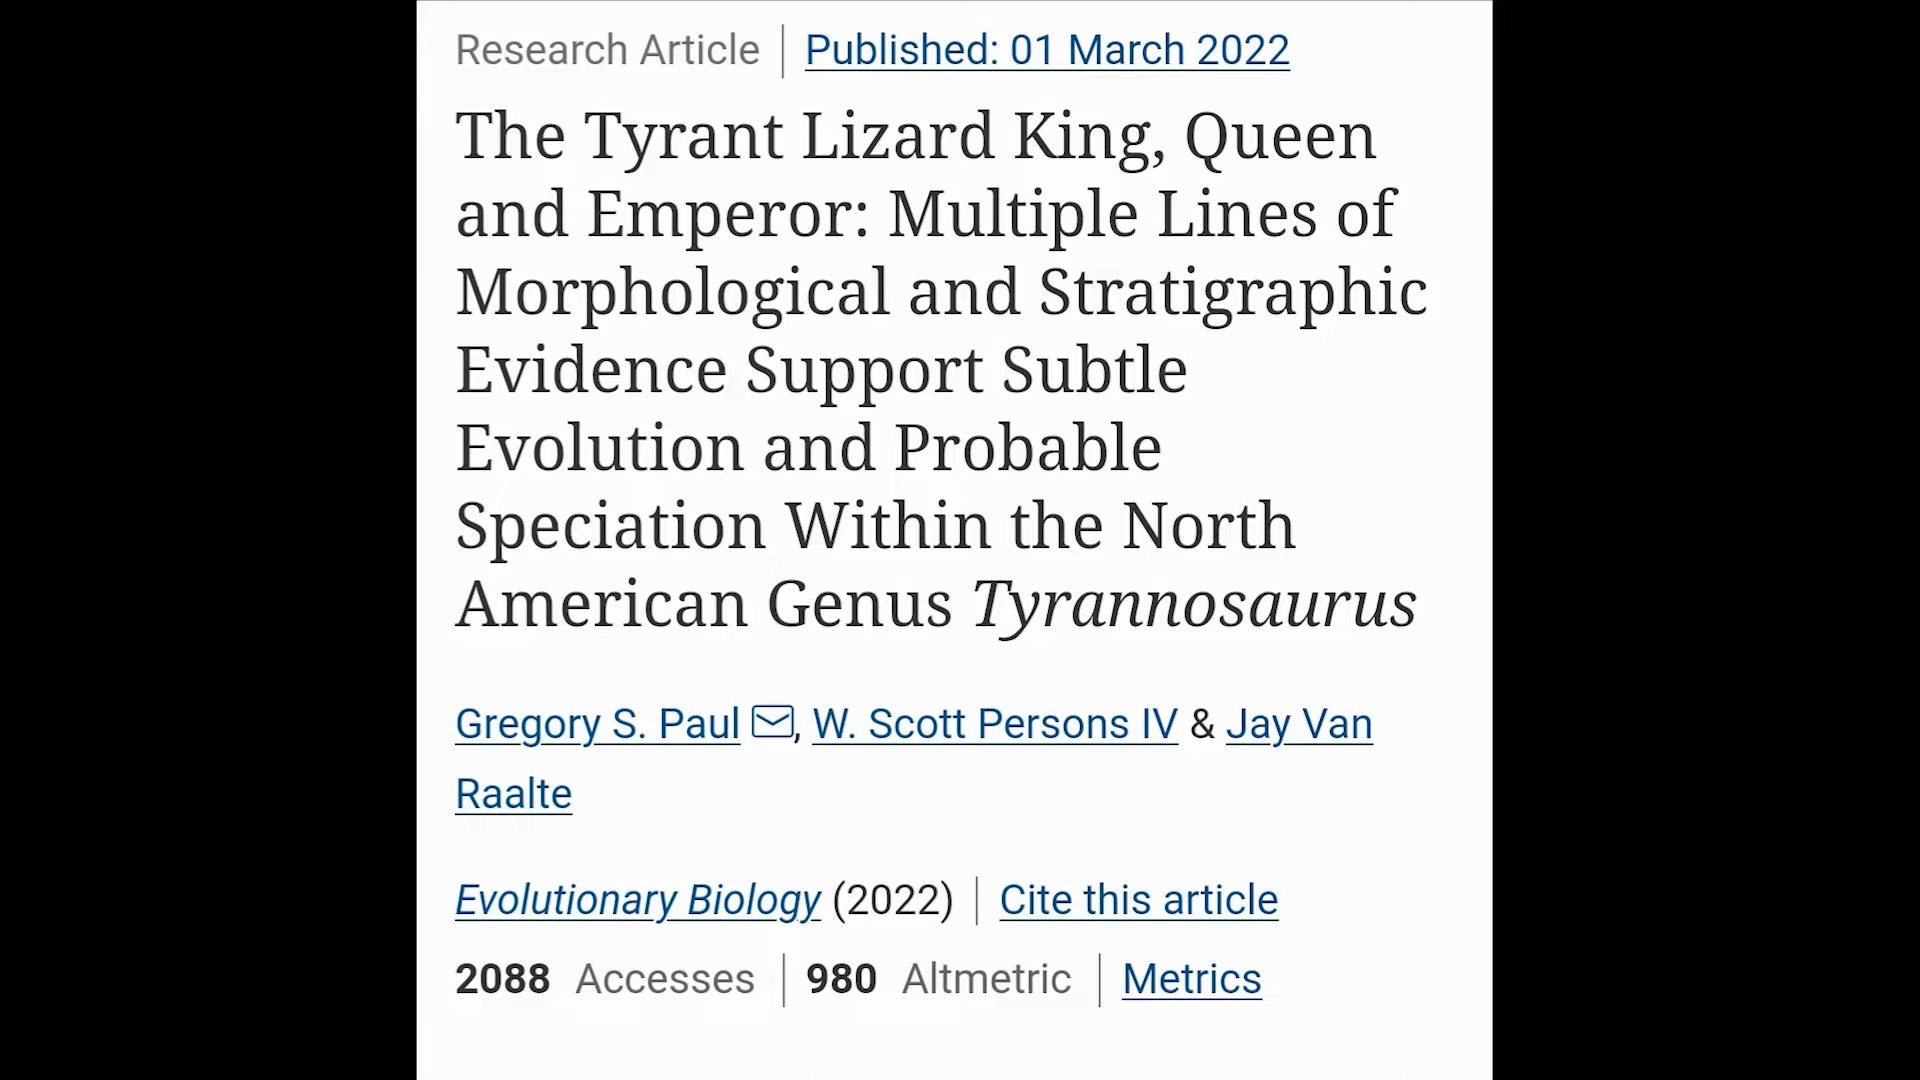 Research Article | Published: 01 March 2022
The Tyrant Lizard King, Queen
and Emperor: Multiple Lines of
Morphological and Stratigraphic
Evidence Support Subtle
Evolution and Probable
Speciation Within the North
American Genus Tyrannosaurus
Gregory S. Paul, W. Scott Persons IV & Jay Van
Raalte
Evolutionary Biology (2022) | Cite this article
2088 Accesses | 980 Altmetric | Metrics